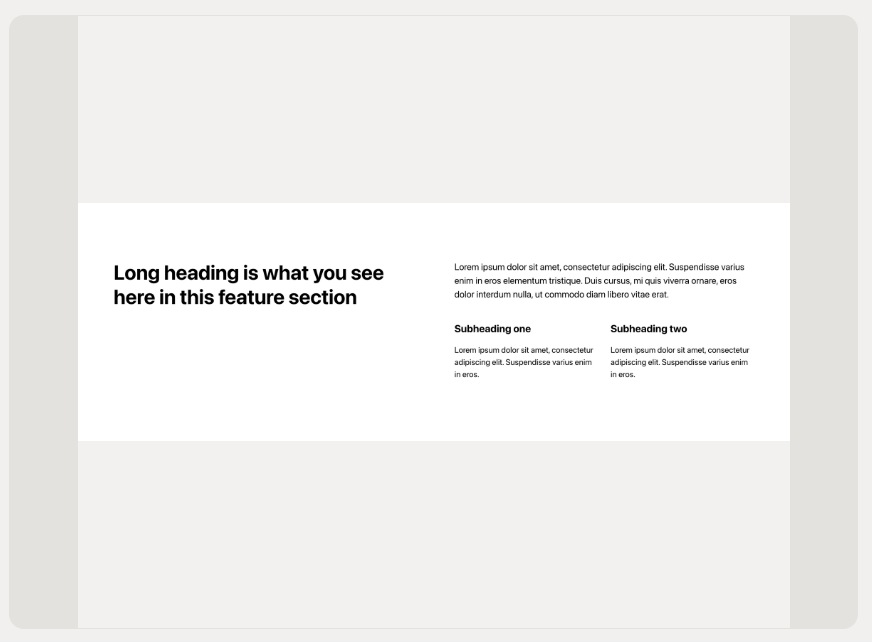 Long heading is what you see
here in this feature section
Lorem ipsum dolor sit amet, consectetur adipiscing elit. Suspendisse varius
enim in eros elementum tristique. Duis cursus, mi quis viverra ornare, eros
dolor interdum nulla, ut commodo diam libero vitae erat.
Subheading one
Lorem ipsum dolor sit amet, consectetur
adipiscing elit. Suspendisse varius enim
in eros.
Subheading two
Lorem ipsum dolor sit amet, consectetur
adipiscing elit. Suspendisse varius enim
in eros.